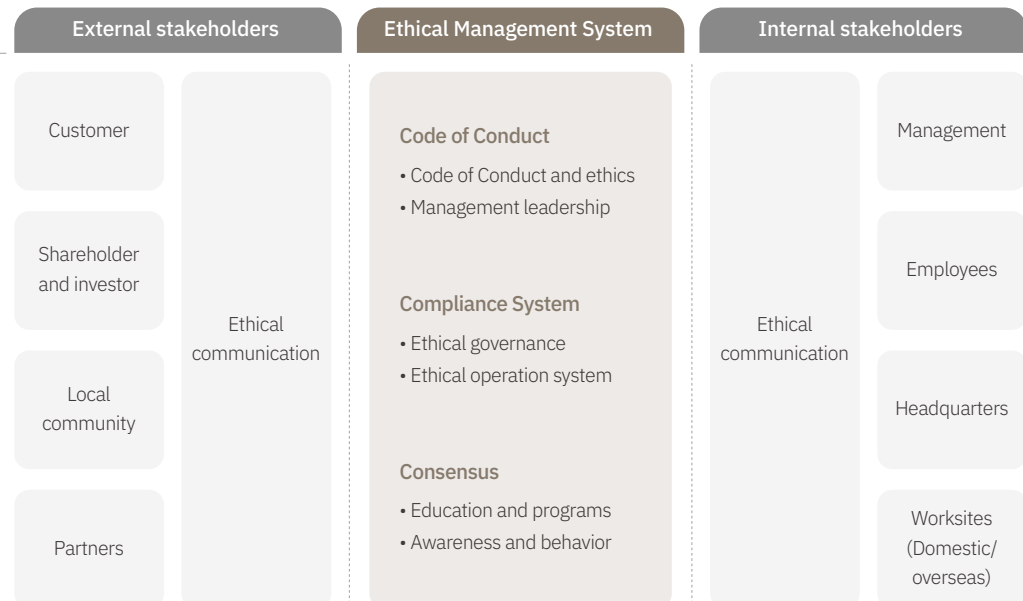 External stakeholders
Customer
Shareholder
and investor
Local
community
Partners
Ethical
communication
Ethical Management System
Code of Conduct
• Code of Conduct and ethics
• Management leadership
Compliance System
• Ethical governance
• Ethical operation system
Consensus
• Education and programs
• Awareness and behavior
Internal stakeholders
Ethical
communication
Management
Employees
Headquarters
Worksites
(Domestic/
overseas)